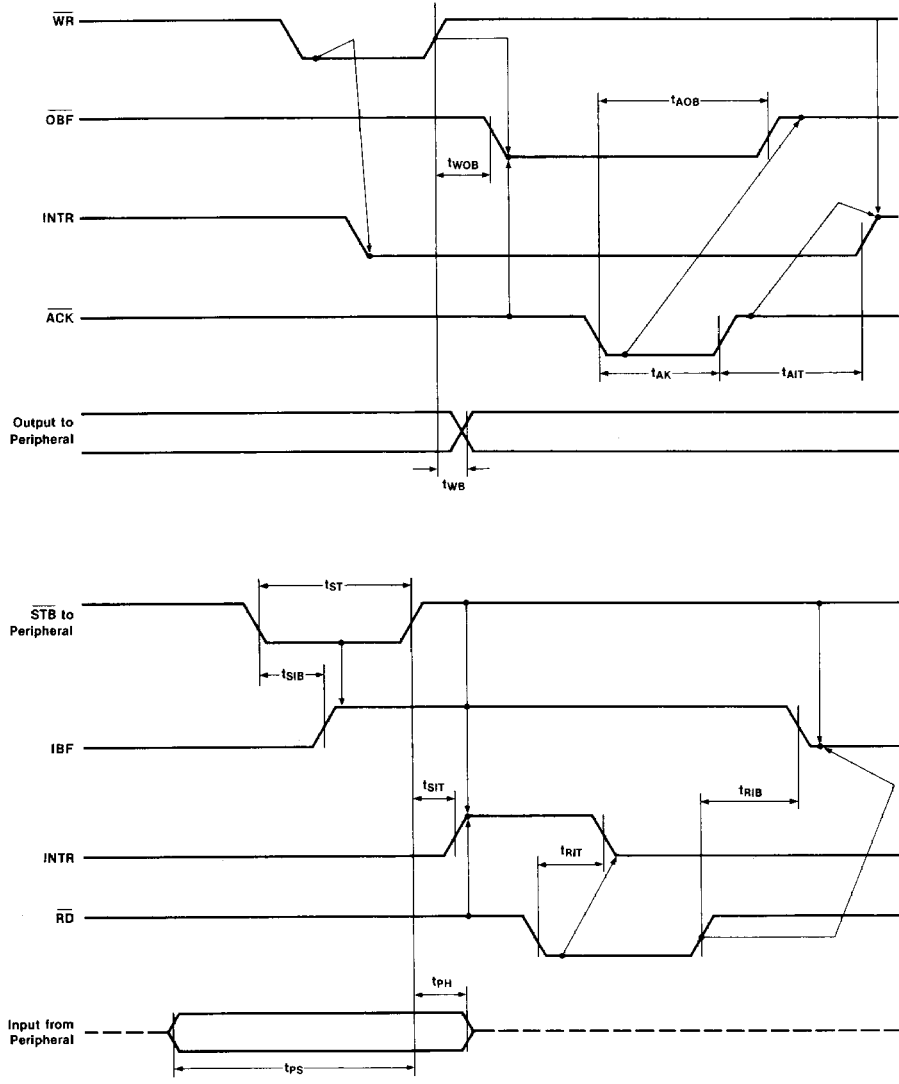 WR
OBF
tAOB
tWOB
INTR
ACK
tAK
tAIT
Output to
Peripheral
tWB
tST
STB to
Peripheral
tSIB
IBF
tSIT
tRIB
INTR
tRIT
RD
tPH
Input from
Peripheral
tPS